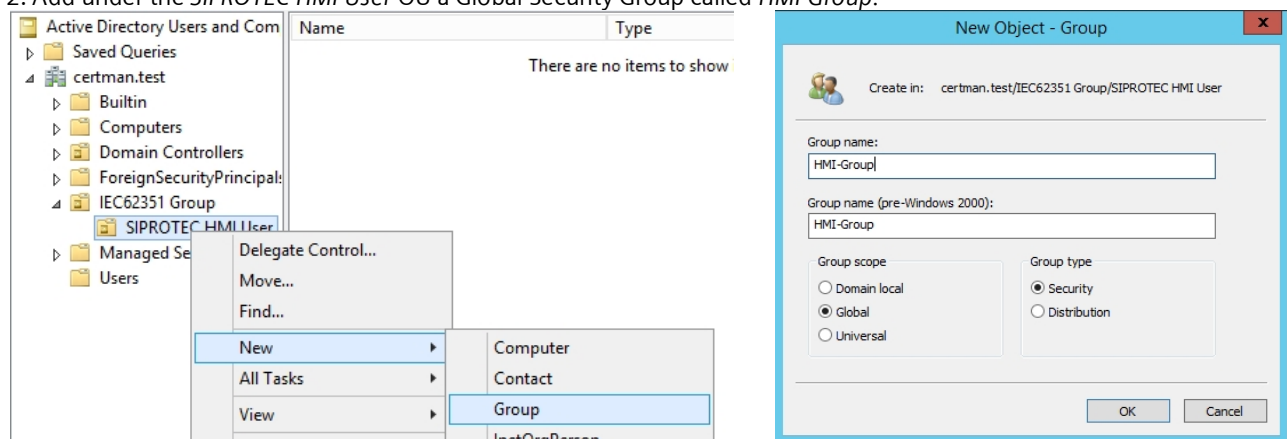 2. Add under the SIPROTEC HMI User OU a Global Security Group called HMI Group.
Active Directory Users and Com
Saved Queries
certman.test
Builtin
Computers
Domain Controllers
ForeignSecurityPrincipal
IEC62351 Group
SIPROTEC HMI User
Managed Se
Users
Name
Type
There are no items to show
Delegate Control...
Move...
Find...
New
All Tasks
View
Computer
Contact
Group
InetOrgPerson
New Object - Group
x
Create in: certman.test/IEC62351 Group/SIPROTEC HMI User
Group name:
HMI-Group
Group name (pre-Windows 2000):
HMI-Group
Group scope
Domain local
Global
Universal
Group type
Security
Distribution
OK
Cancel